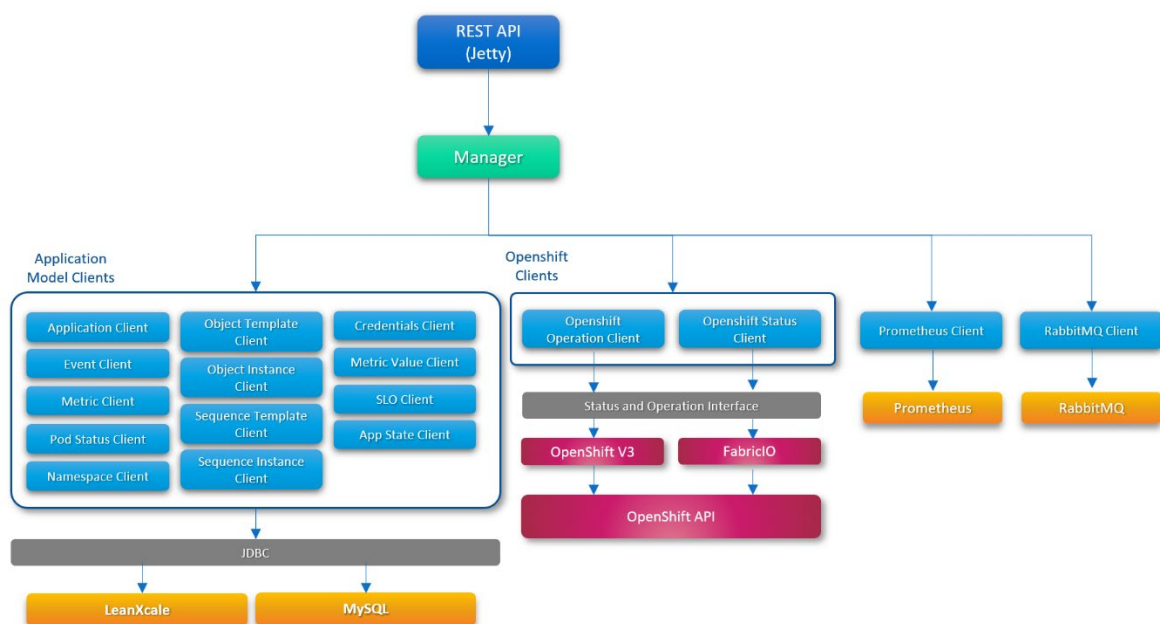 REST API
(Jetty)
Manager
Application
Model Clients
Openshift
Clients
Application Client
Event Client
Metric Client
Pod Status Client
Namespace Client
Object Template
Client
Object Instance
Client
Sequence Template
Client
Sequence Instance
Client
Credentials Client
Metric Value Client
SLO Client
App State Client
Openshift
Operation Client
Openshift Status
Client
Prometheus Client
RabbitMQ Client
Status and Operation Interface
Prometheus
RabbitMQ
OpenShift V3
FabricIO
OpenShift API
JDBC
LeanXcale
MySQL